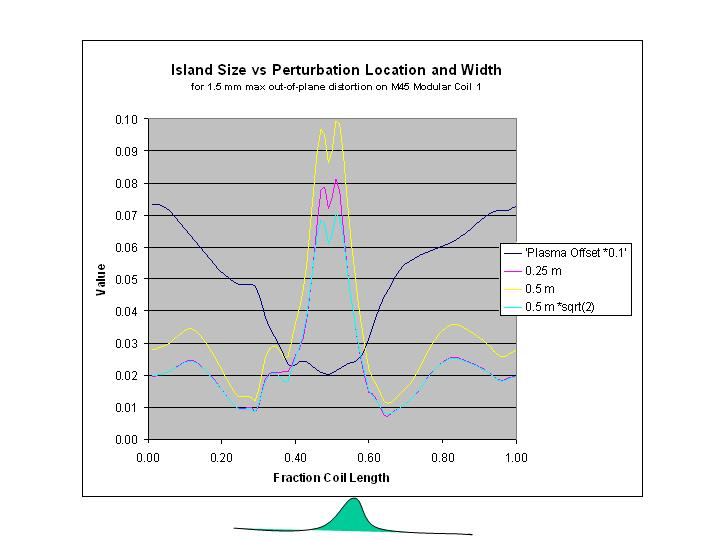 Island Size vs Perturbation Location and Width
for 1.5 mm max out-of-plane distortion on M45 Modular Coil 1
0.10
0.09
0.08
0.07
0.06
0.05
0.04
0.03
0.02
0.01
0.00
Value
0.00 0.20 0.40 0.60 0.80 1.00
Fraction Coil Length
'Plasma Offset *0.1'
0.25 m
0.5 m
0.5 m *sqrt(2)